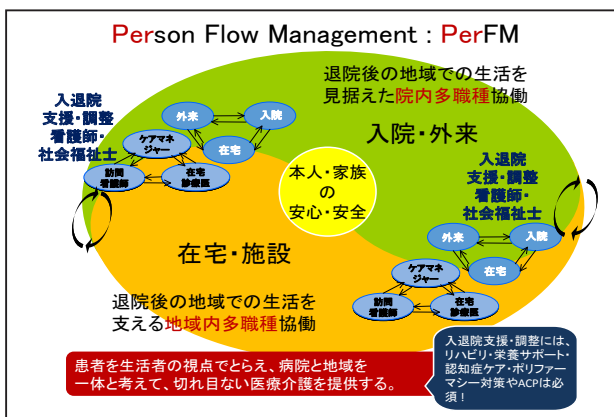 Person Flow Management : PerFM
退院後の地域での生活を
見据えた院内多職種協働
入院・外来
入退院
支援・調整
看護師・
社会福祉士
外来
入院
在宅
ケアマネ
ジャー
訪問
看護師
在宅
診療医
本人・家族
の
安心・安全
入退院
支援・調整
看護師・
社会福祉士
外来
入院
在宅
ケアマネ
ジャー
訪問
看護師
在宅
診療医
在宅・施設
退院後の地域での生活を
支える地域内多職種協働
患者を生活者の視点でとらえ、病院と地域を
一体と考えて、切れ目ない医療介護を提供する。
入退院支援・調整には、
リハビリ・栄養サポート・
認知症ケア・ポリファー
マシー対策やACPは必
須！